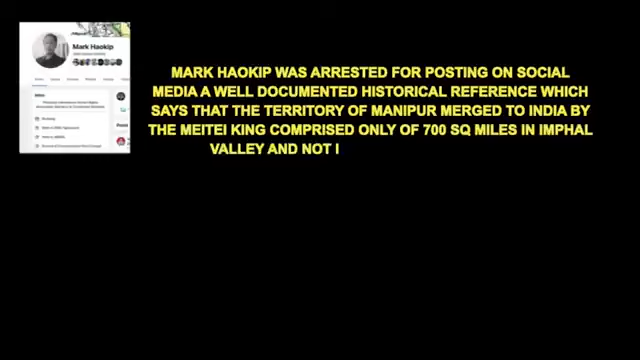 Mark Haokip
MARK HAOKIP WAS ARRESTED FOR POSTING ON SOCIAL
MEDIA A WELL DOCUMENTED HISTORICAL REFERENCE WHICH
SAYS THAT THE TERRITORY OF MANIPUR MERGED TO INDIA BY
THE MEITEI KING COMPRISED ONLY OF 700 SQ MILES IN IMPHAL
VALLEY AND NOT I